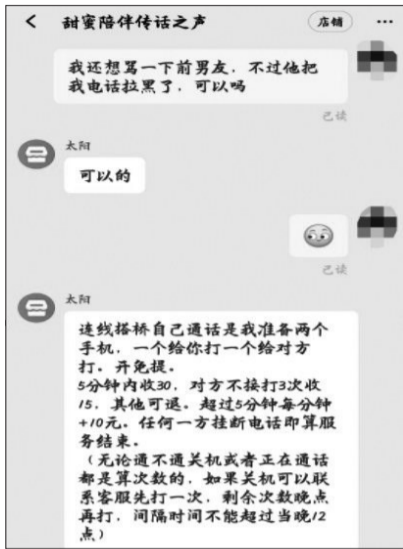 甜蜜陪伴传话之声
店铺
我还想骂一下前男友，不过他把
我电话拉黑了，可以吗
已读
太阳
可以的
已读
太阳
连线搭桥自己通话是我准备两个
手机，一个给你打一个给对方
打。开免提。
5分钟内收30，对方不接打3次收
15，其他可退。超过5分钟每分钟
+10元。任何一方挂断电话即算服
务结束。
（无论通不通关机或者正在通话
都是算次数的，如果关机可以联
系客服先打一次，剩余次数晚点
再打，间隔时间不能超过当晚12
点）